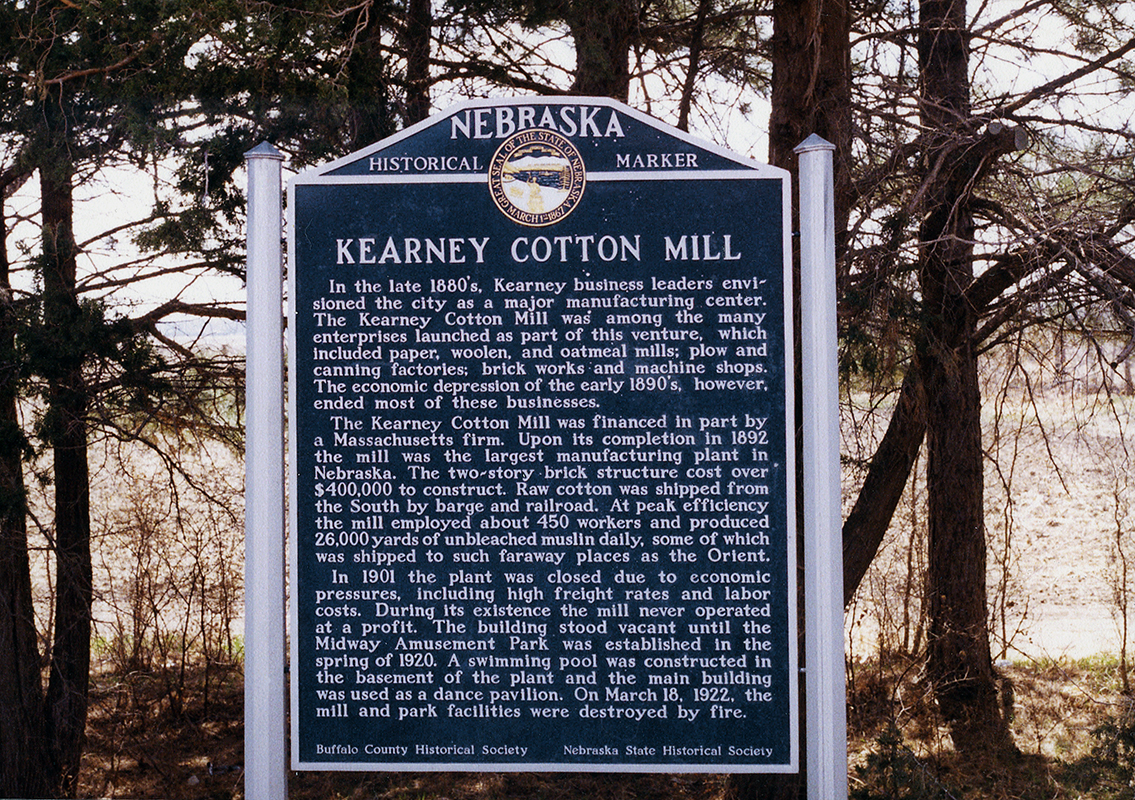 NEBRASKA
HISTORICAL MARKER
GREAT SEAL OF THE STATE OF NEBRASKA
MARCH 1ST 1867
KEARNEY COTTON MILL
In the late 1880's, Kearney business leaders envi-
sioned the city as a major manufacturing center.
The Kearney Cotton Mill was among the many
enterprises launched as part of this venture, which
included paper, woolen, and oatmeal mills; plow and
canning factories; brick works and machine shops.
The economic depression of the early 1890's, however,
ended most of these businesses.
The Kearney Cotton Mill was financed in part by
a Massachusetts firm. Upon its completion in 1892
the mill was the largest manufacturing plant in
Nebraska. The two-story brick structure cost over
$400,000 to construct. Raw cotton was shipped from
the South by barge and railroad. At peak efficiency
the mill employed about 450 workers and produced
26,000 yards of unbleached muslin daily, some of which
was shipped to such faraway places as the Orient.
In 1901 the plant was closed due to economic
pressures, including high freight rates and labor
costs. During its existence the mill never operated
at a profit. The building stood vacant until the
Midway Amusement Park was established in the
spring of 1920. A swimming pool was constructed in
the basement of the plant and the main building
was used as a dance pavilion. On March 18, 1922, the
mill and park facilities were destroyed by fire.
Buffalo County Historical Society Nebraska State Historical Society